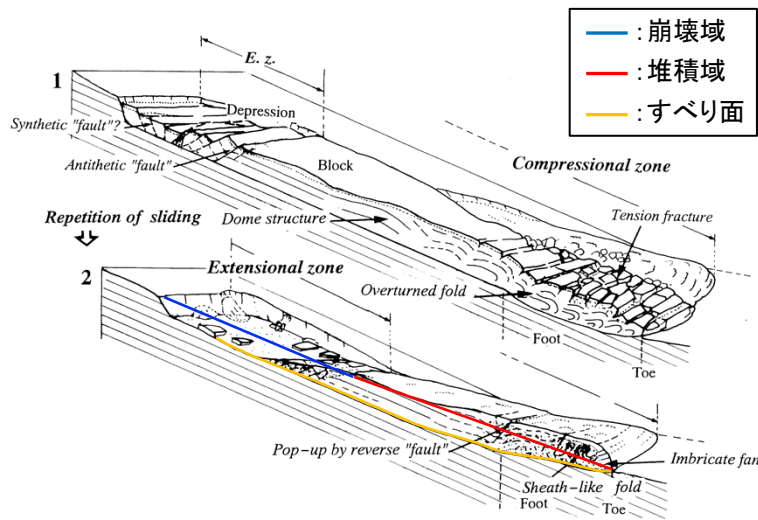 : 崩壊域
: 堆積域
: すべり面
E. z.
1
Depression
Synthetic "fault"?
Antithetic "fault"
Block
Compressional zone
Tension fracture
Dome structure
Repetition of sliding
2
Extensional zone
Overturned fold
Foot
Toe
Pop-up by reverse "fault"
Imbricate fan
Sheath-like fold
Foot
Toe